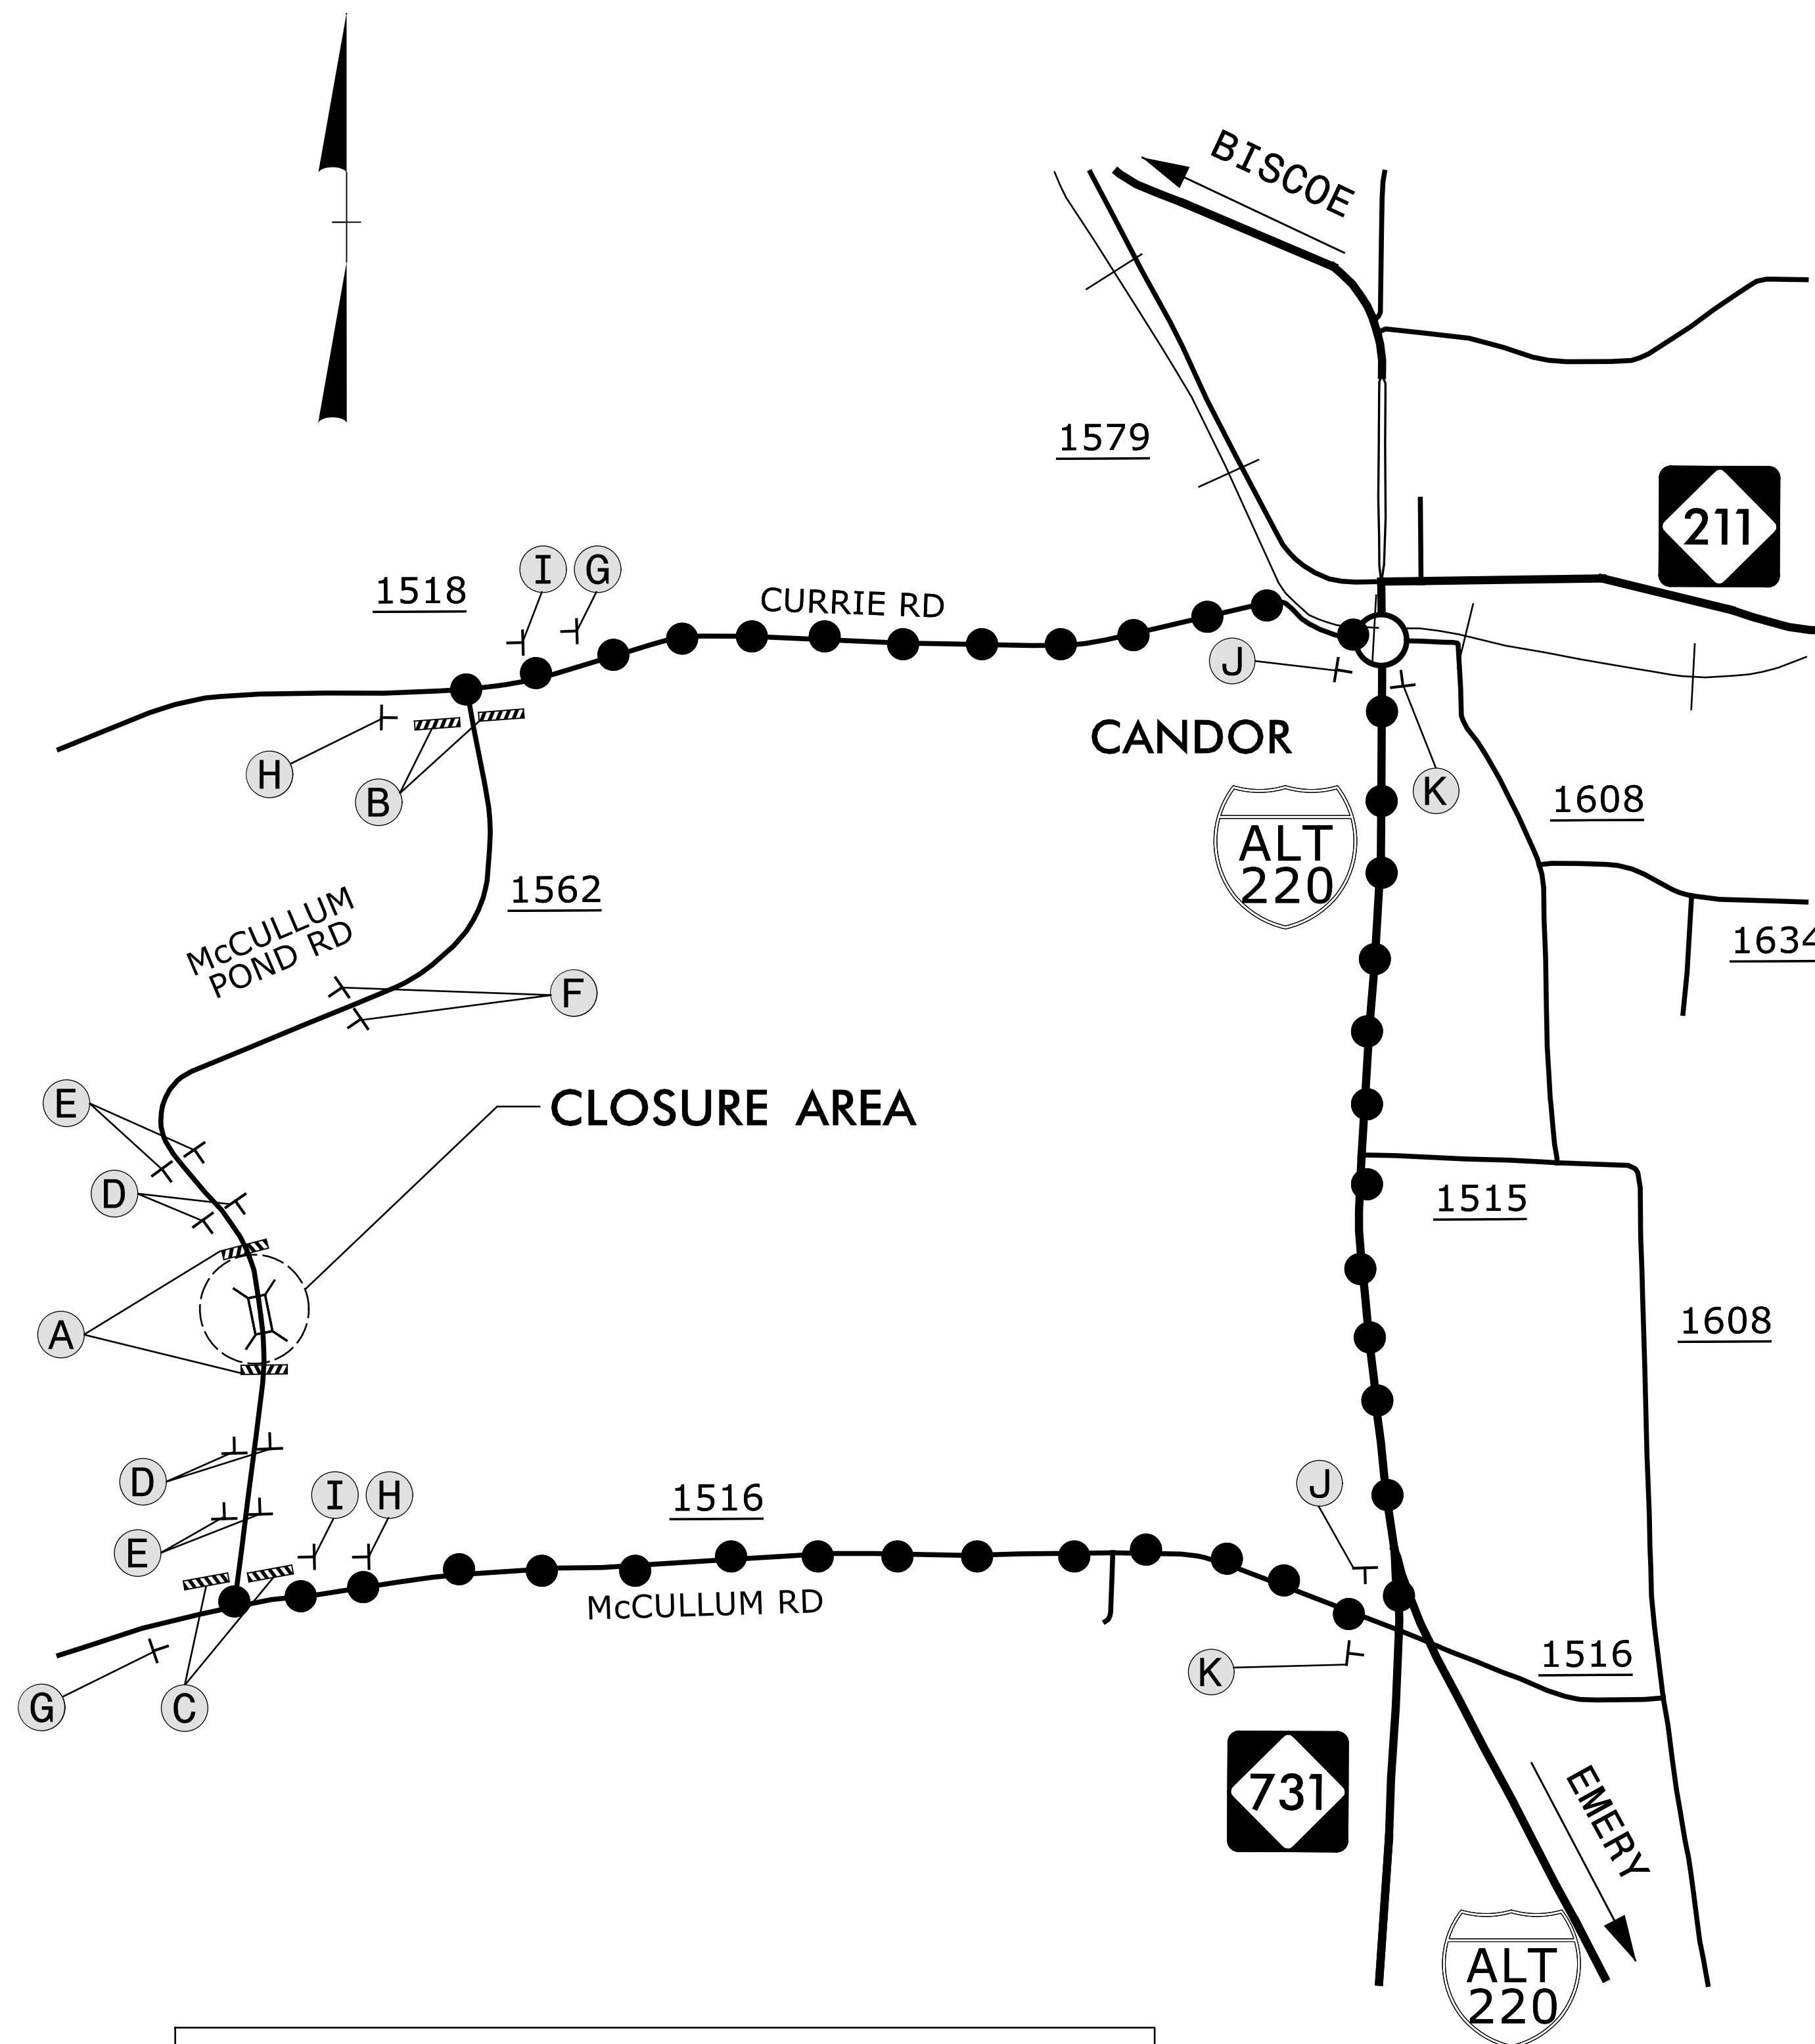 BISCOE
1579
211
I G
1518
CURRIE RD
J
CANDOR
H
B
K
1608
ALT
220
1562
McCULLUM
POND RD
1634
F
E
CLOSURE AREA
D
1515
A
1608
D
I H
1516
J
E
McCULLUM RD
1516
K
G
C
731
EMERY
ALT
220